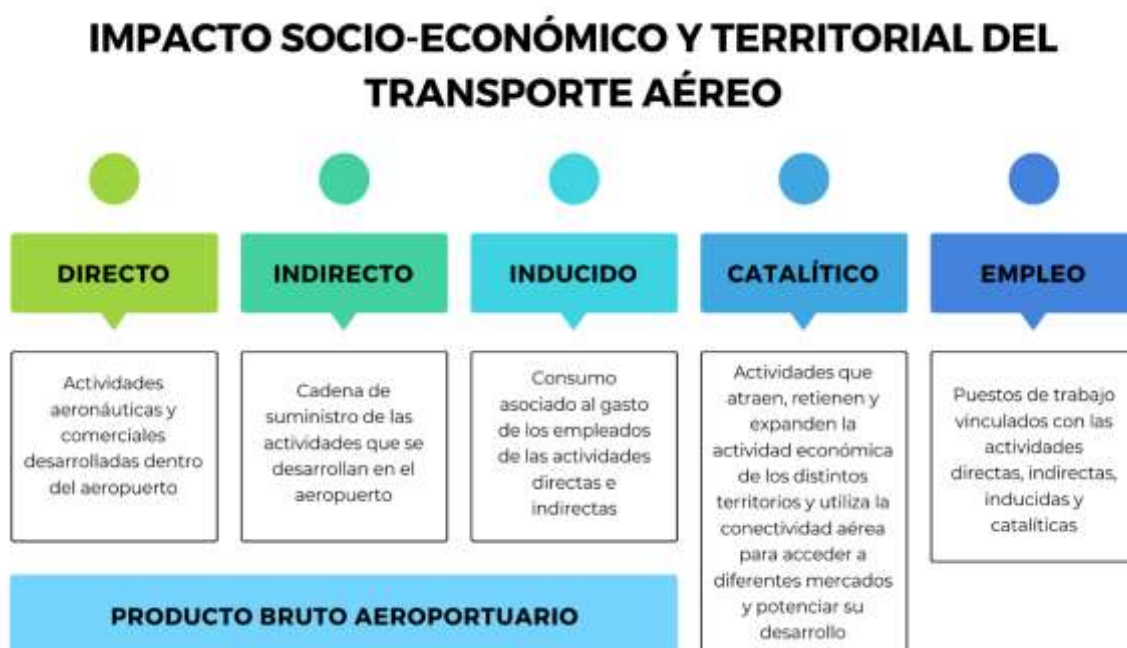 IMPACTO SOCIO-ECONÓMICO Y TERRITORIAL DEL
TRANSPORTE AÉREO
DIRECTO
Actividades
aeronáuticas y
comerciales
desarrolladas dentro
del aeropuerto
INDIRECTO
Cadena de
suministro de las
actividades que se
desarrollan en el
aeropuerto
INDUCIDO
Consumo
asociado al gasto
de los empleados
de las actividades
directas e
indirectas
CATALÍTICO
Actividades que
atraen, retienen y
expanden la
actividad económica
de los distintos
territorios y utiliza la
conectividad aérea
para acceder a
diferentes mercados
y potenciar su
desarrollo
EMPLEO
Puestos de trabajo
vinculados con las
actividades
directas, indirectas,
inducidas y
catalíticas
PRODUCTO BRUTO AEROPORTUARIO